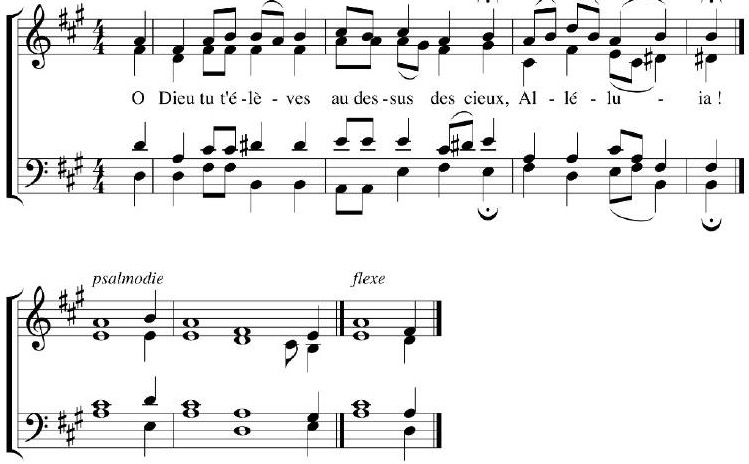 O Dieu tu t'é - lè - ves au des - sus des cieux, Al - lé - lu - ia !
psalmodie flexe